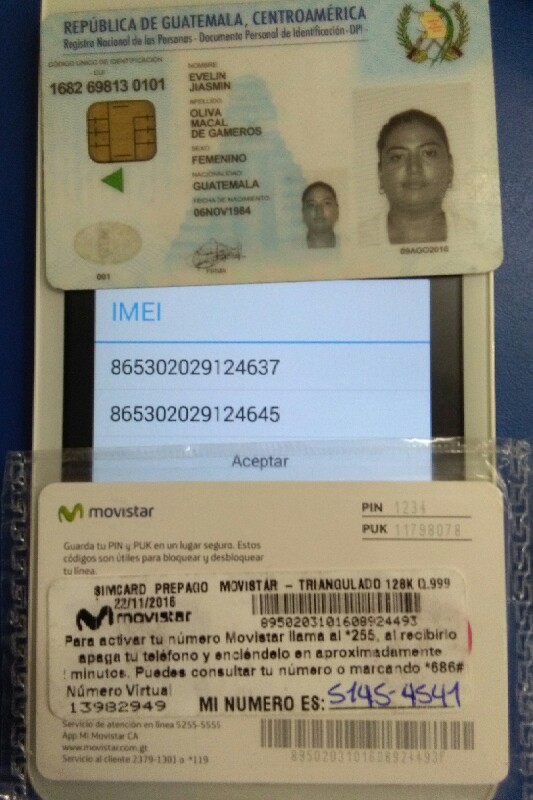 REPÚBLICA DE GUATEMALA, CENTROAMÉRICA
Registro Nacional de las Personas - Documento Personal de Identificación - DPI -
CÓDIGO ÚNICO DE IDENTIFICACIÓN
CUI
1682 69813 0101
NOMBRE
EVELIN
JIASMIN
APELLIDO
OLIVA
MACAL
DE GAMEROS
SEXO
FEMENINO
NACIONALIDAD
GUATEMALA
FECHA DE NACIMIENTO
06NOV1984
FIRMA
001
09AGO2010
IMEI
865302029124637
865302029124645
Aceptar
movistar
PIN 1234
PUK 11798078
Guarda tu PIN y PUK en un lugar seguro. Estos
códigos son útiles para bloquear y desbloquear
tu línea.
SIMCARD PREPAGO MOVISTAR - TRIANGULADO 128K Q.999
22/11/2016
movistar
8950203101608924493
Para activar tu número Movistar llama al *255, al recibirlo
apaga tu teléfono y enciéndelo en aproximadamente
minutos. Puedes consultar tu número o marcando *686#
Número Virtual
13982949
MI NUMERO ES: 5145-4541
Servicio de atención en línea 5255-5555
App Mi Movistar CA
www.movistar.com.gt
Servicio al cliente 2379-1301 o *119
8950203101608924493F